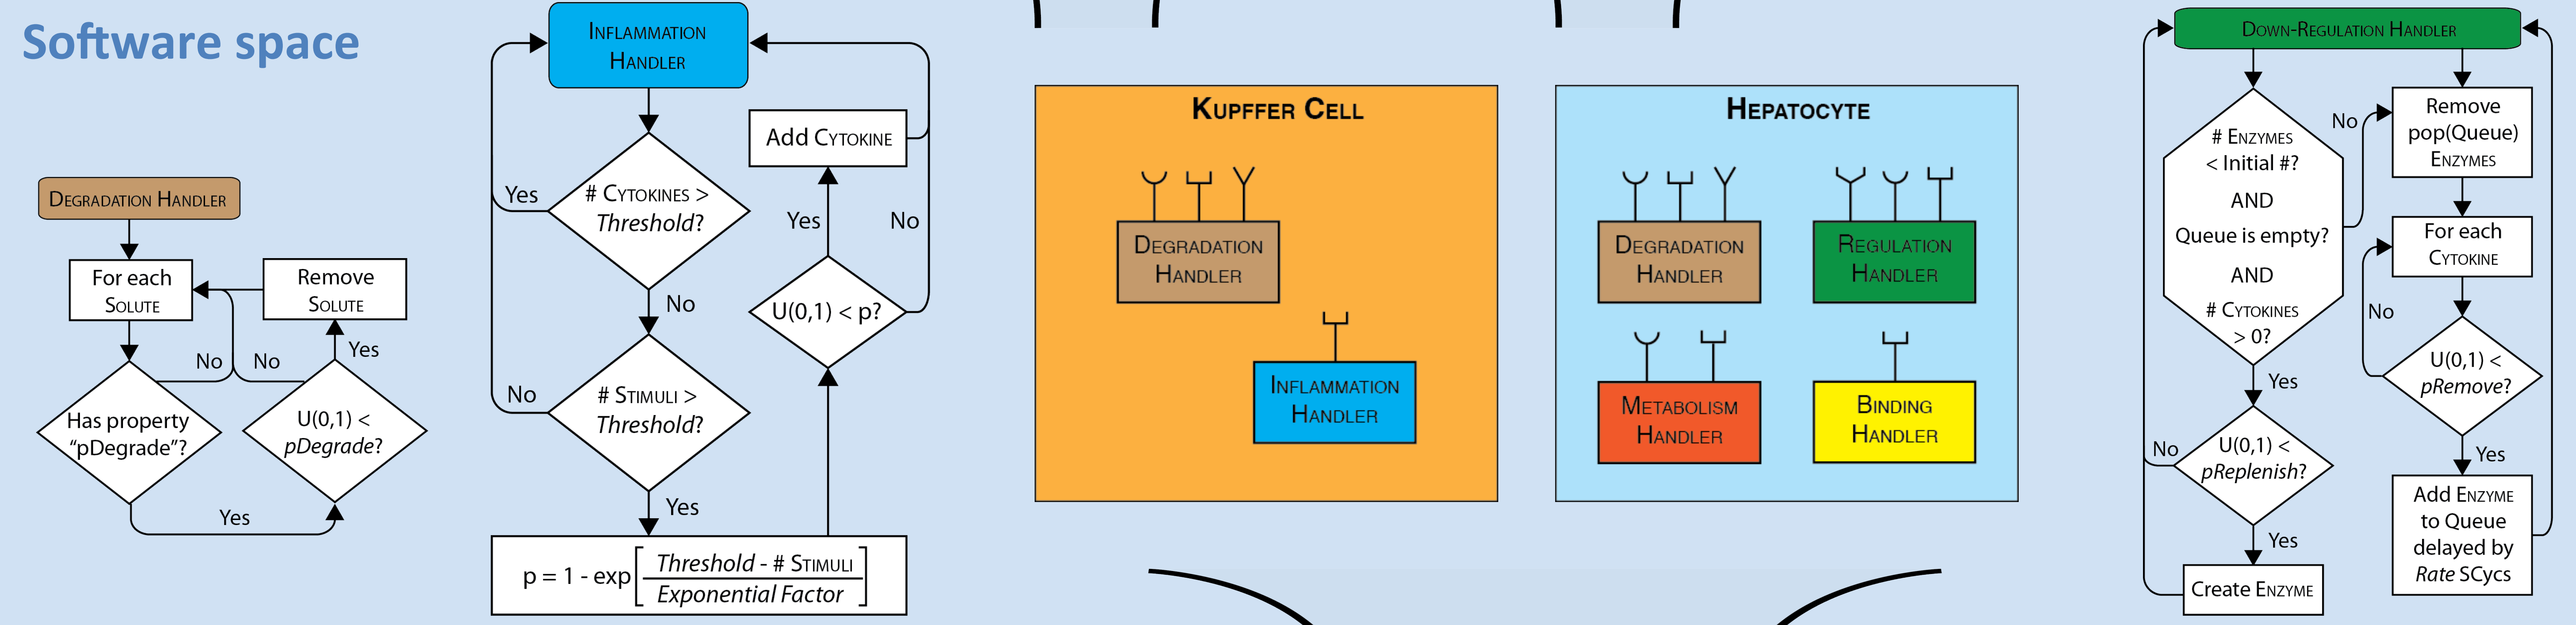 Software space
DEGRADATION HANDLER
For each
SOLUTE
Remove
SOLUTE
No
No
Yes
Has property
"pDegrade"?
U(0,1) <
pDegrade?
Yes
INFLAMMATION
HANDLER
Add CYTOKINE
Yes
# CYTOKINES >
Threshold?
Yes
No
No
U(0,1) < p?
No
# STIMULI >
Threshold?
Yes
p = 1 - exp[
Threshold - # STIMULI
Exponential Factor
]
KUPFFER CELL
DEGRADATION
HANDLER
INFLAMMATION
HANDLER
HEPATOCYTE
DEGRADATION
HANDLER
REGULATION
HANDLER
METABOLISM
HANDLER
BINDING
HANDLER
DOWN-REGULATION HANDLER
# ENZYMES
< Initial #?
AND
Queue is empty?
AND
# CYTOKINES
> 0?
No
Yes
U(0,1) <
pReplenish?
No
Yes
Create ENZYME
Remove
pop(Queue)
ENZYMES
For each
CYTOKINE
No
U(0,1) <
pRemove?
Yes
Add ENZYME
to Queue
delayed by
Rate SCycs